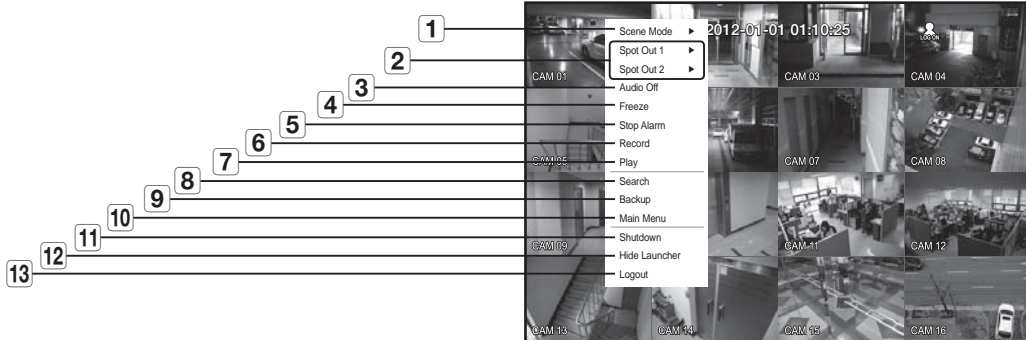 1
2
3
4
5
6
7
8
9
10
11
12
13
Scene Mode ►
Spot Out 1 ►
Spot Out 2 ►
Audio Off
Freeze
Stop Alarm
Record
Play
Search
Backup
Main Menu
Shutdown
Hide Launcher
Logout
2012-01-01 01:10:25
LOG ON
CAM 01
CAM 03
CAM 04
CAM 05
CAM 07
CAM 08
CAM 09
CAM 11
CAM 12
CAM 13
CAM 14
CAM 15
CAM 16